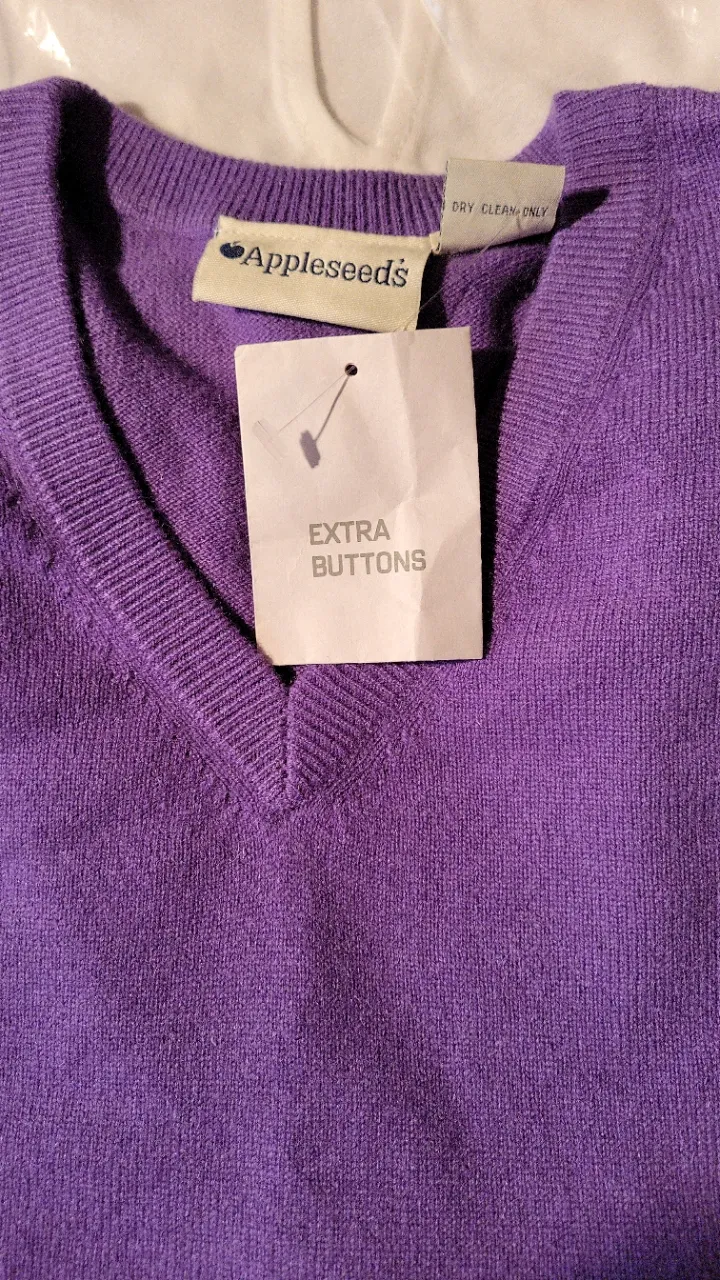 DRY CLEAN ONLY
Appleseed's
EXTRA
BUTTONS